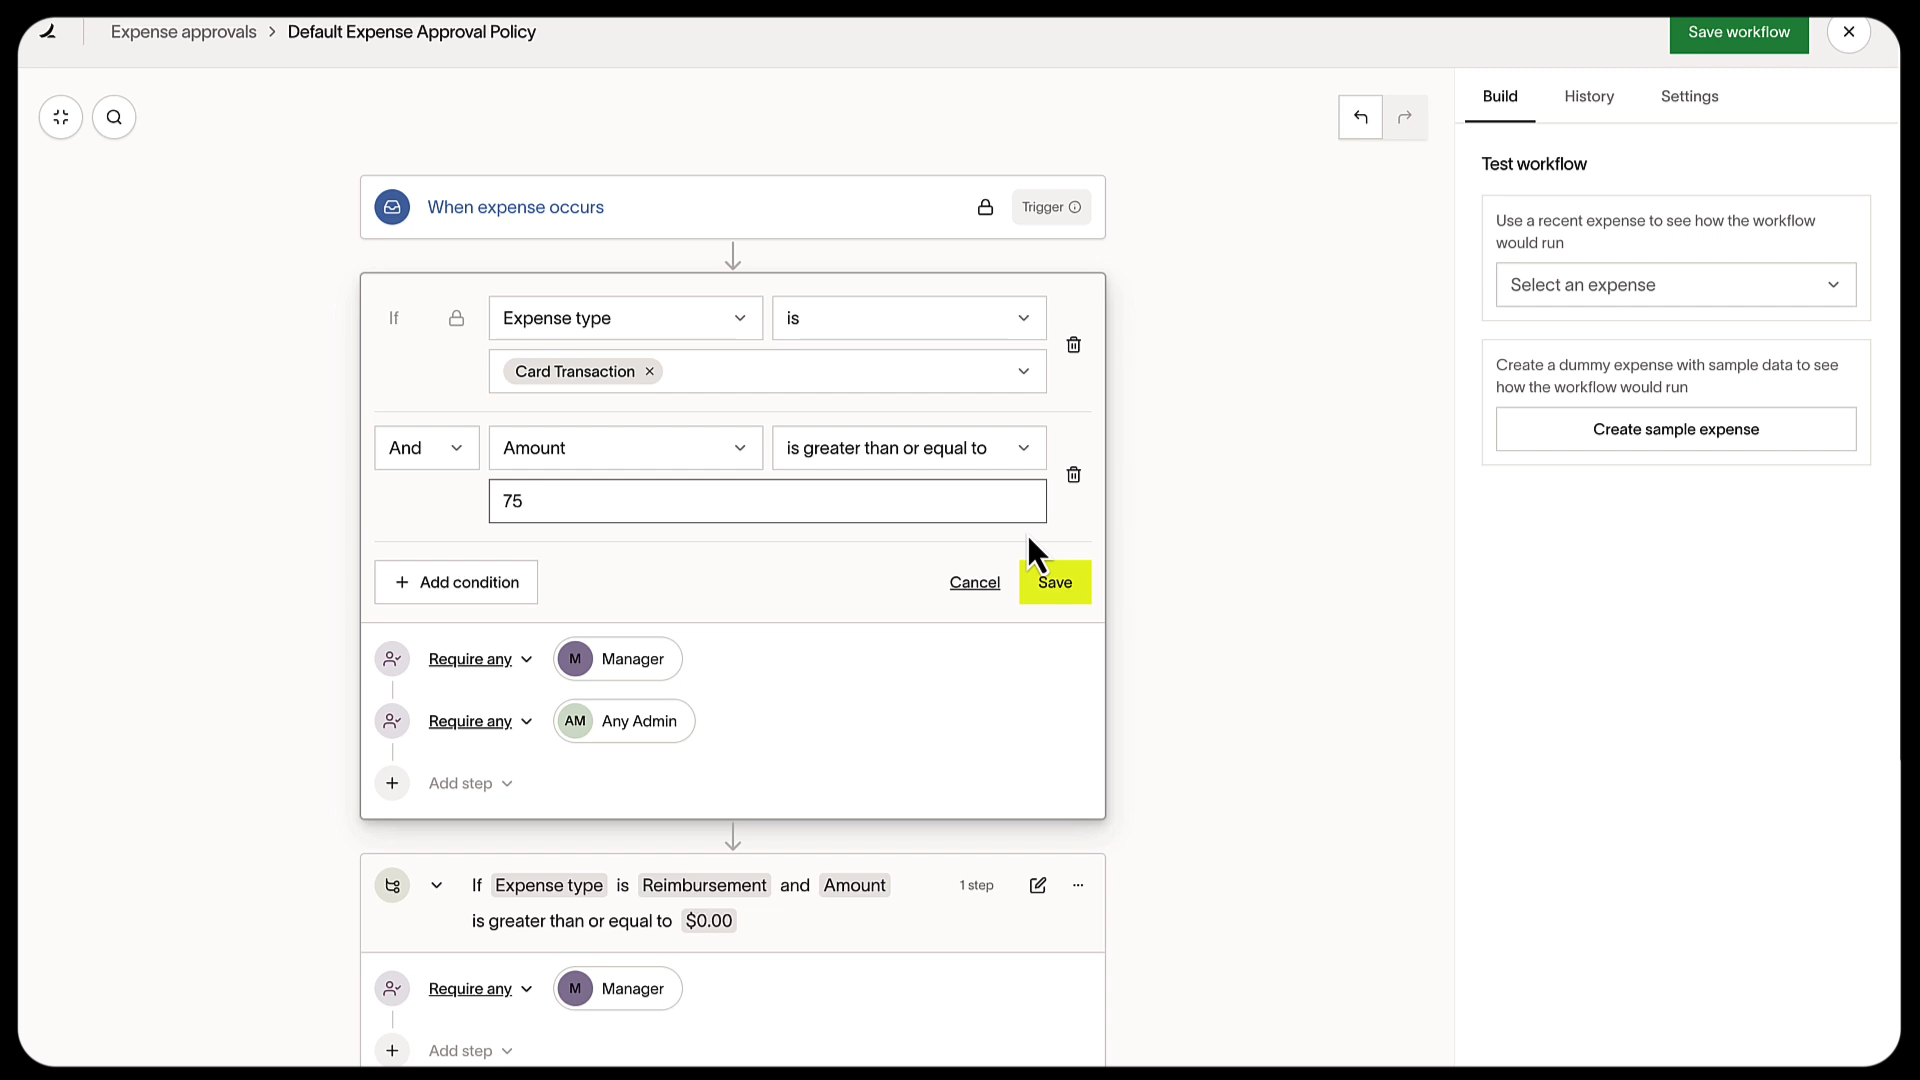 Expense approvals > Default Expense Approval Policy
Save workflow
Build History Settings
Test workflow
Use a recent expense to see how the workflow
would run
Select an expense
Create a dummy expense with sample data to see
how the workflow would run
Create sample expense
When expense occurs
Trigger
If Expense type is
Card Transaction
And Amount is greater than or equal to
75
Add condition
Cancel
Save
Require any M Manager
Require any AM Any Admin
Add step
If Expense type is Reimbursement and Amount
1 step
is greater than or equal to $0.00
Require any M Manager
Add step